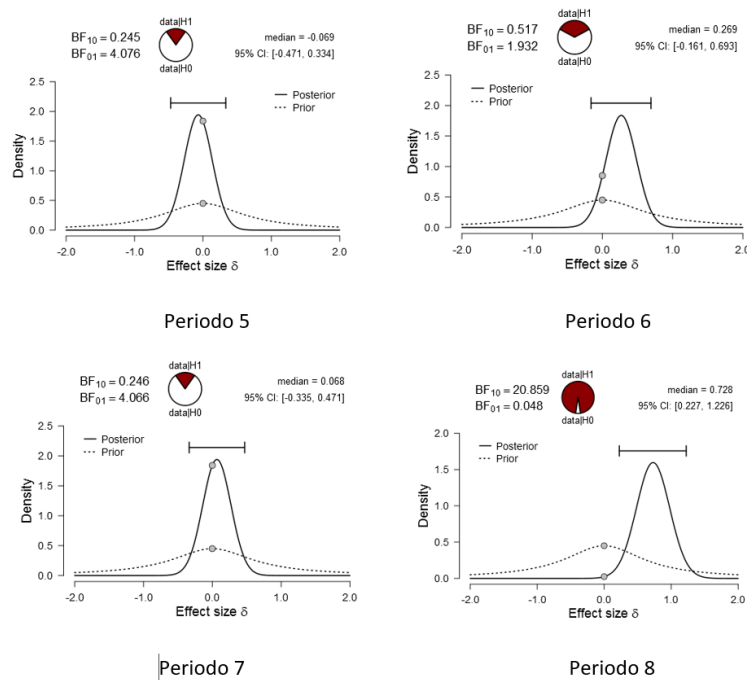 data|H1
BF10 = 0.245
BF01 = 4.076
data|H0
median = -0.069
95% CI: [-0.471, 0.334]
2.5
2.0
1.5
1.0
0.5
0.0
Density
Posterior
Prior
-2.0 -1.0 0.0 1.0 2.0
Effect size δ
Periodo 5
data|H1
BF10 = 0.517
BF01 = 1.932
data|H0
median = 0.269
95% CI: [-0.161, 0.693]
2.5
2.0
1.5
1.0
0.5
0.0
Density
Posterior
Prior
-2.0 -1.0 0.0 1.0 2.0
Effect size δ
Periodo 6
data|H1
BF10 = 0.246
BF01 = 4.066
data|H0
median = 0.068
95% CI: [-0.335, 0.471]
2.5
2.0
1.5
1.0
0.5
0.0
Density
Posterior
Prior
-2.0 -1.0 0.0 1.0 2.0
Effect size δ
Periodo 7
data|H1
BF10 = 20.859
BF01 = 0.048
data|H0
median = 0.728
95% CI: [0.227, 1.226]
2.0
1.5
1.0
0.5
0.0
Density
Posterior
Prior
-2.0 -1.0 0.0 1.0 2.0
Effect size δ
Periodo 8